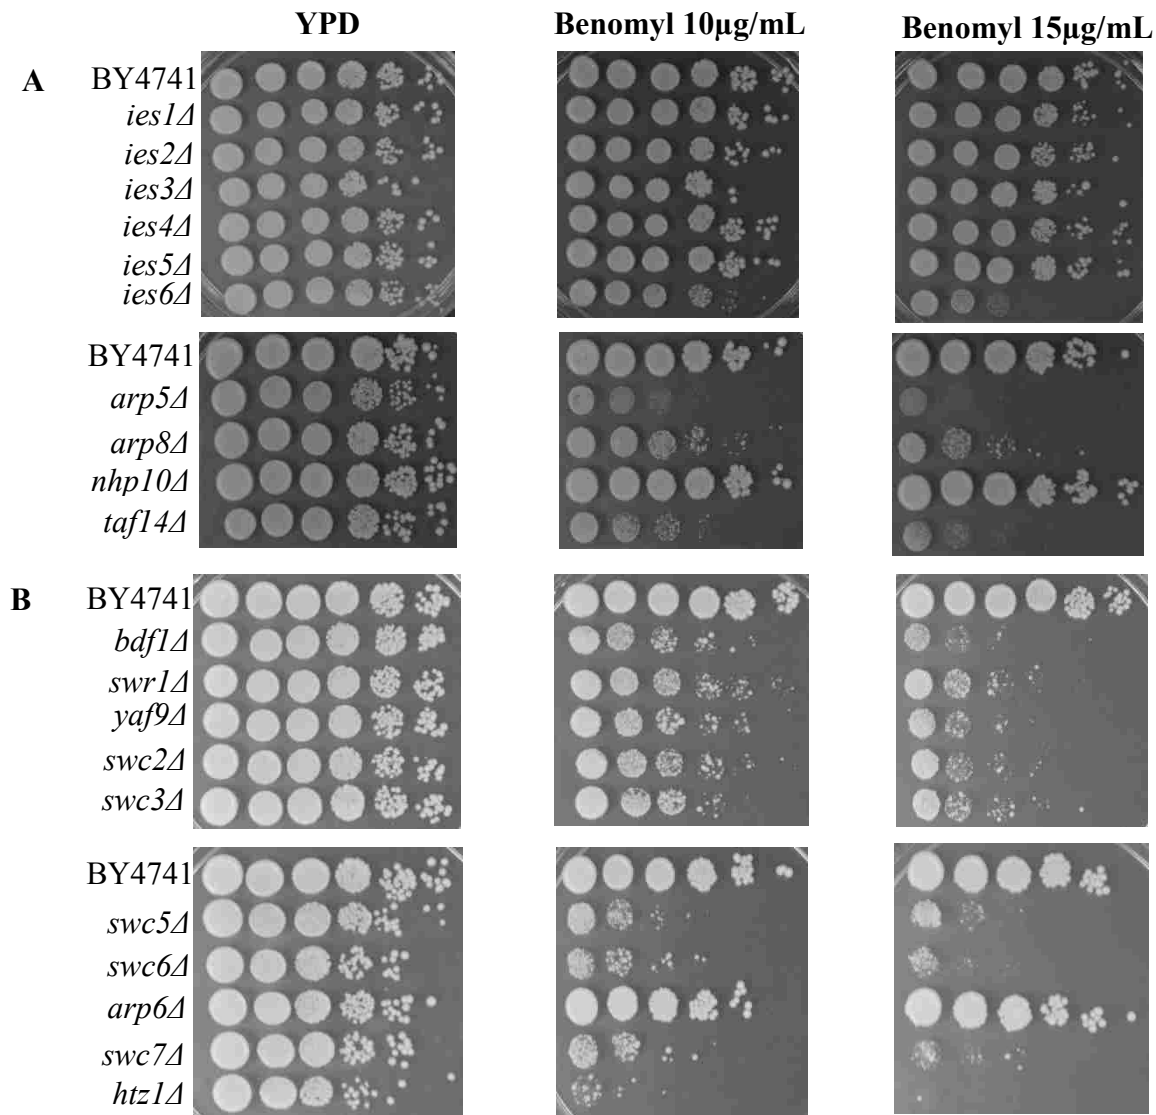 YPD Benomyl 10µg/mL Benomyl 15µg/mL
A BY4741
ies1Δ
ies2Δ
ies3Δ
ies4Δ
ies5Δ
ies6Δ
BY4741
arp5Δ
arp8Δ
nhp10Δ
taf14Δ
B BY4741
bdf1Δ
swr1Δ
yaf9Δ
swc2Δ
swc3Δ
BY4741
swc5Δ
swc6Δ
arp6Δ
swc7Δ
htz1Δ